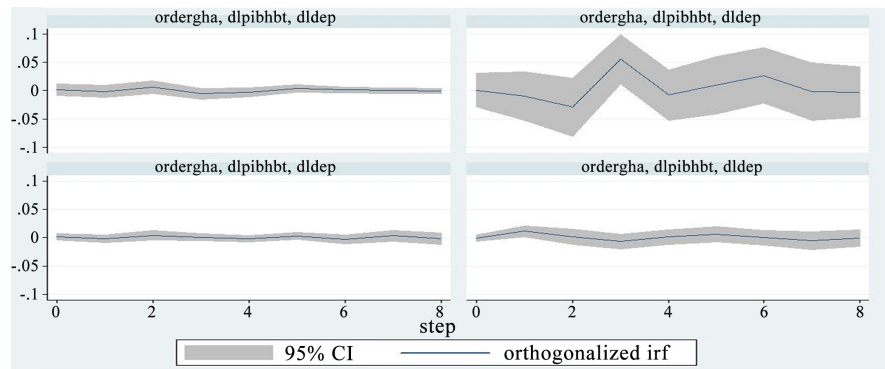 ordergha, dlpibhbt, dldep
ordergha, dlpibhbt, dldep
.1
.05
0
-.05
-.1
ordergha, dlpibhbt, dldep
ordergha, dlpibhbt, dldep
.1
.05
0
-.05
-.1
0 2 4 6 8
0 2 4 6 8
step
95% CI
orthogonalized irf